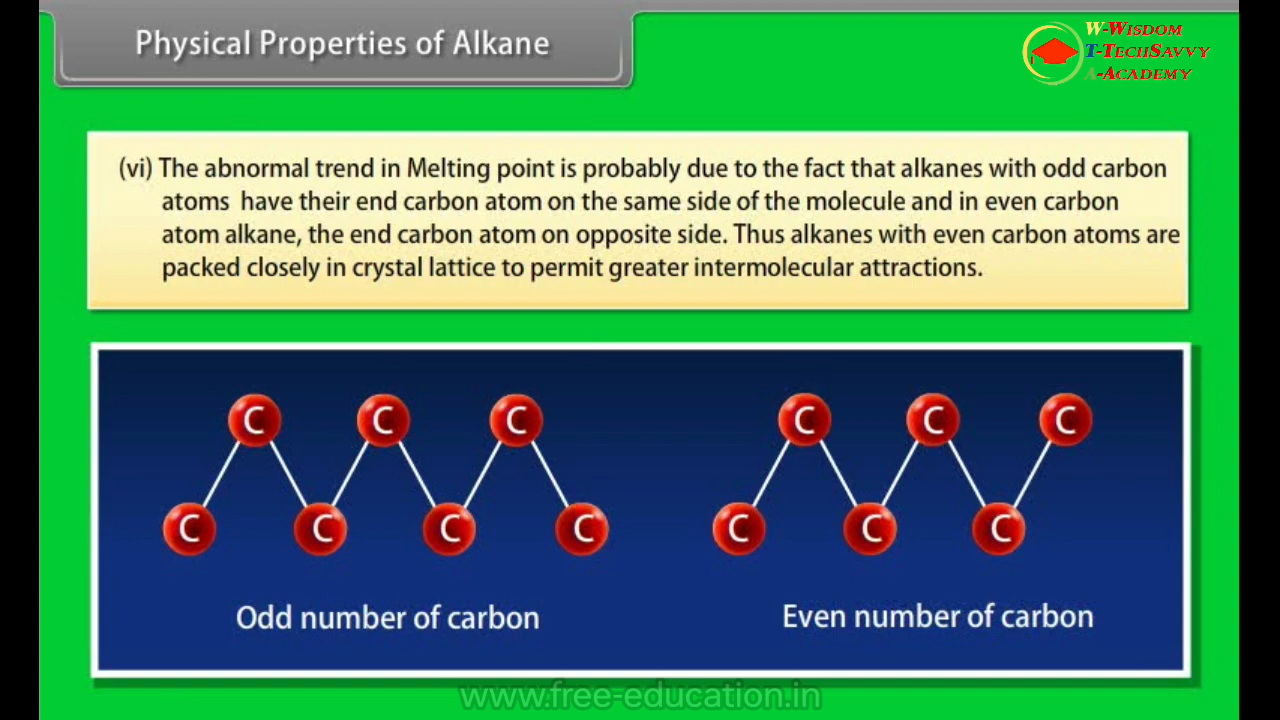 Physical Properties of Alkane
W-Wisdom
T-TechSavvy
A-Academy
(vi) The abnormal trend in Melting point is probably due to the fact that alkanes with odd carbon
atoms have their end carbon atom on the same side of the molecule and in even carbon
atom alkane, the end carbon atom on opposite side. Thus alkanes with even carbon atoms are
packed closely in crystal lattice to permit greater intermolecular attractions.
C C C C C C
C C C C C C C
Odd number of carbon Even number of carbon
www.free-education.in